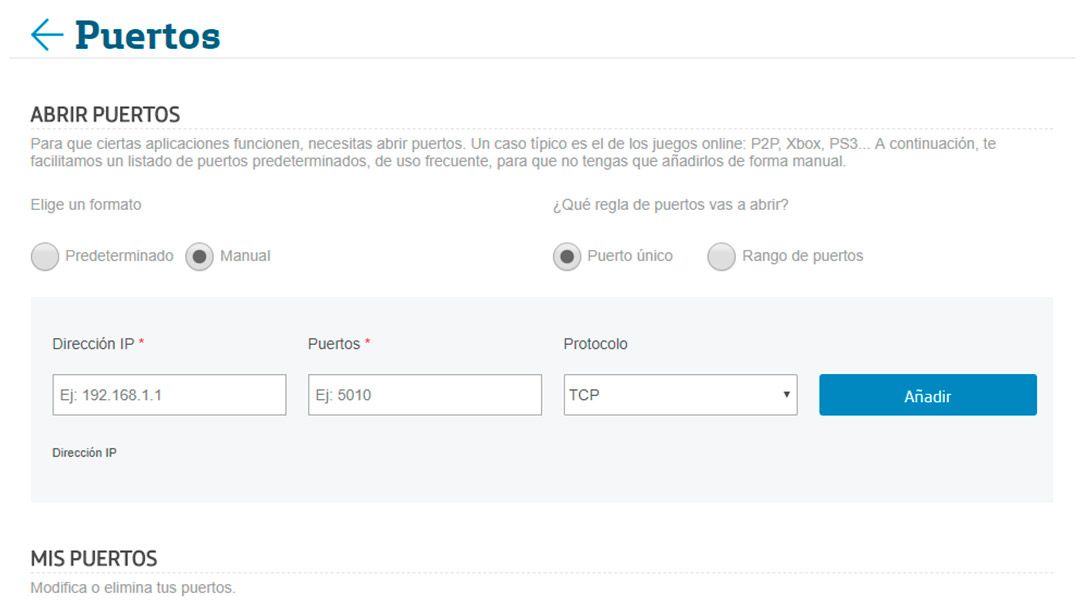 Puertos
ABRIR PUERTOS
Para que ciertas aplicaciones funcionen, necesitas abrir puertos. Un caso típico es el de los juegos online: P2P, Xbox, PS3... A continuación, te
facilitamos un listado de puertos predeterminados, de uso frecuente, para que no tengas que añadirlos de forma manual.
Elige un formato
¿Qué regla de puertos vas a abrir?
Predeterminado Manual
Puerto único Rango de puertos
Dirección IP * Puertos * Protocolo
Ej: 192.168.1.1 Ej: 5010 TCP Añadir
Dirección IP
MIS PUERTOS
Modifica o elimina tus puertos.